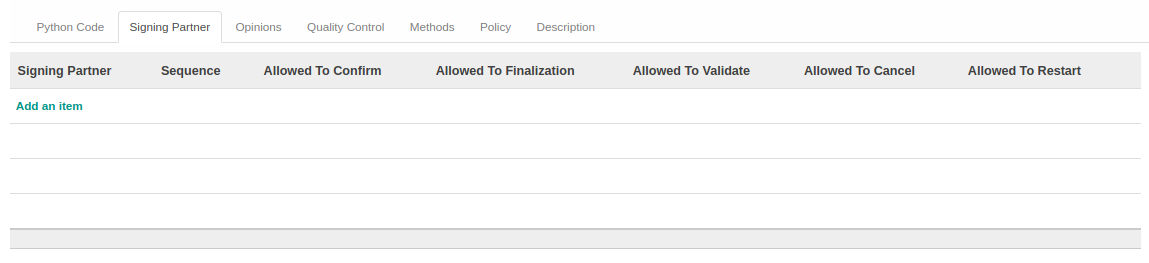 Python Code Signing Partner Opinions Quality Control Methods Policy Description
Signing Partner Sequence Allowed To Confirm Allowed To Finalization Allowed To Validate Allowed To Cancel Allowed To Restart
Add an item